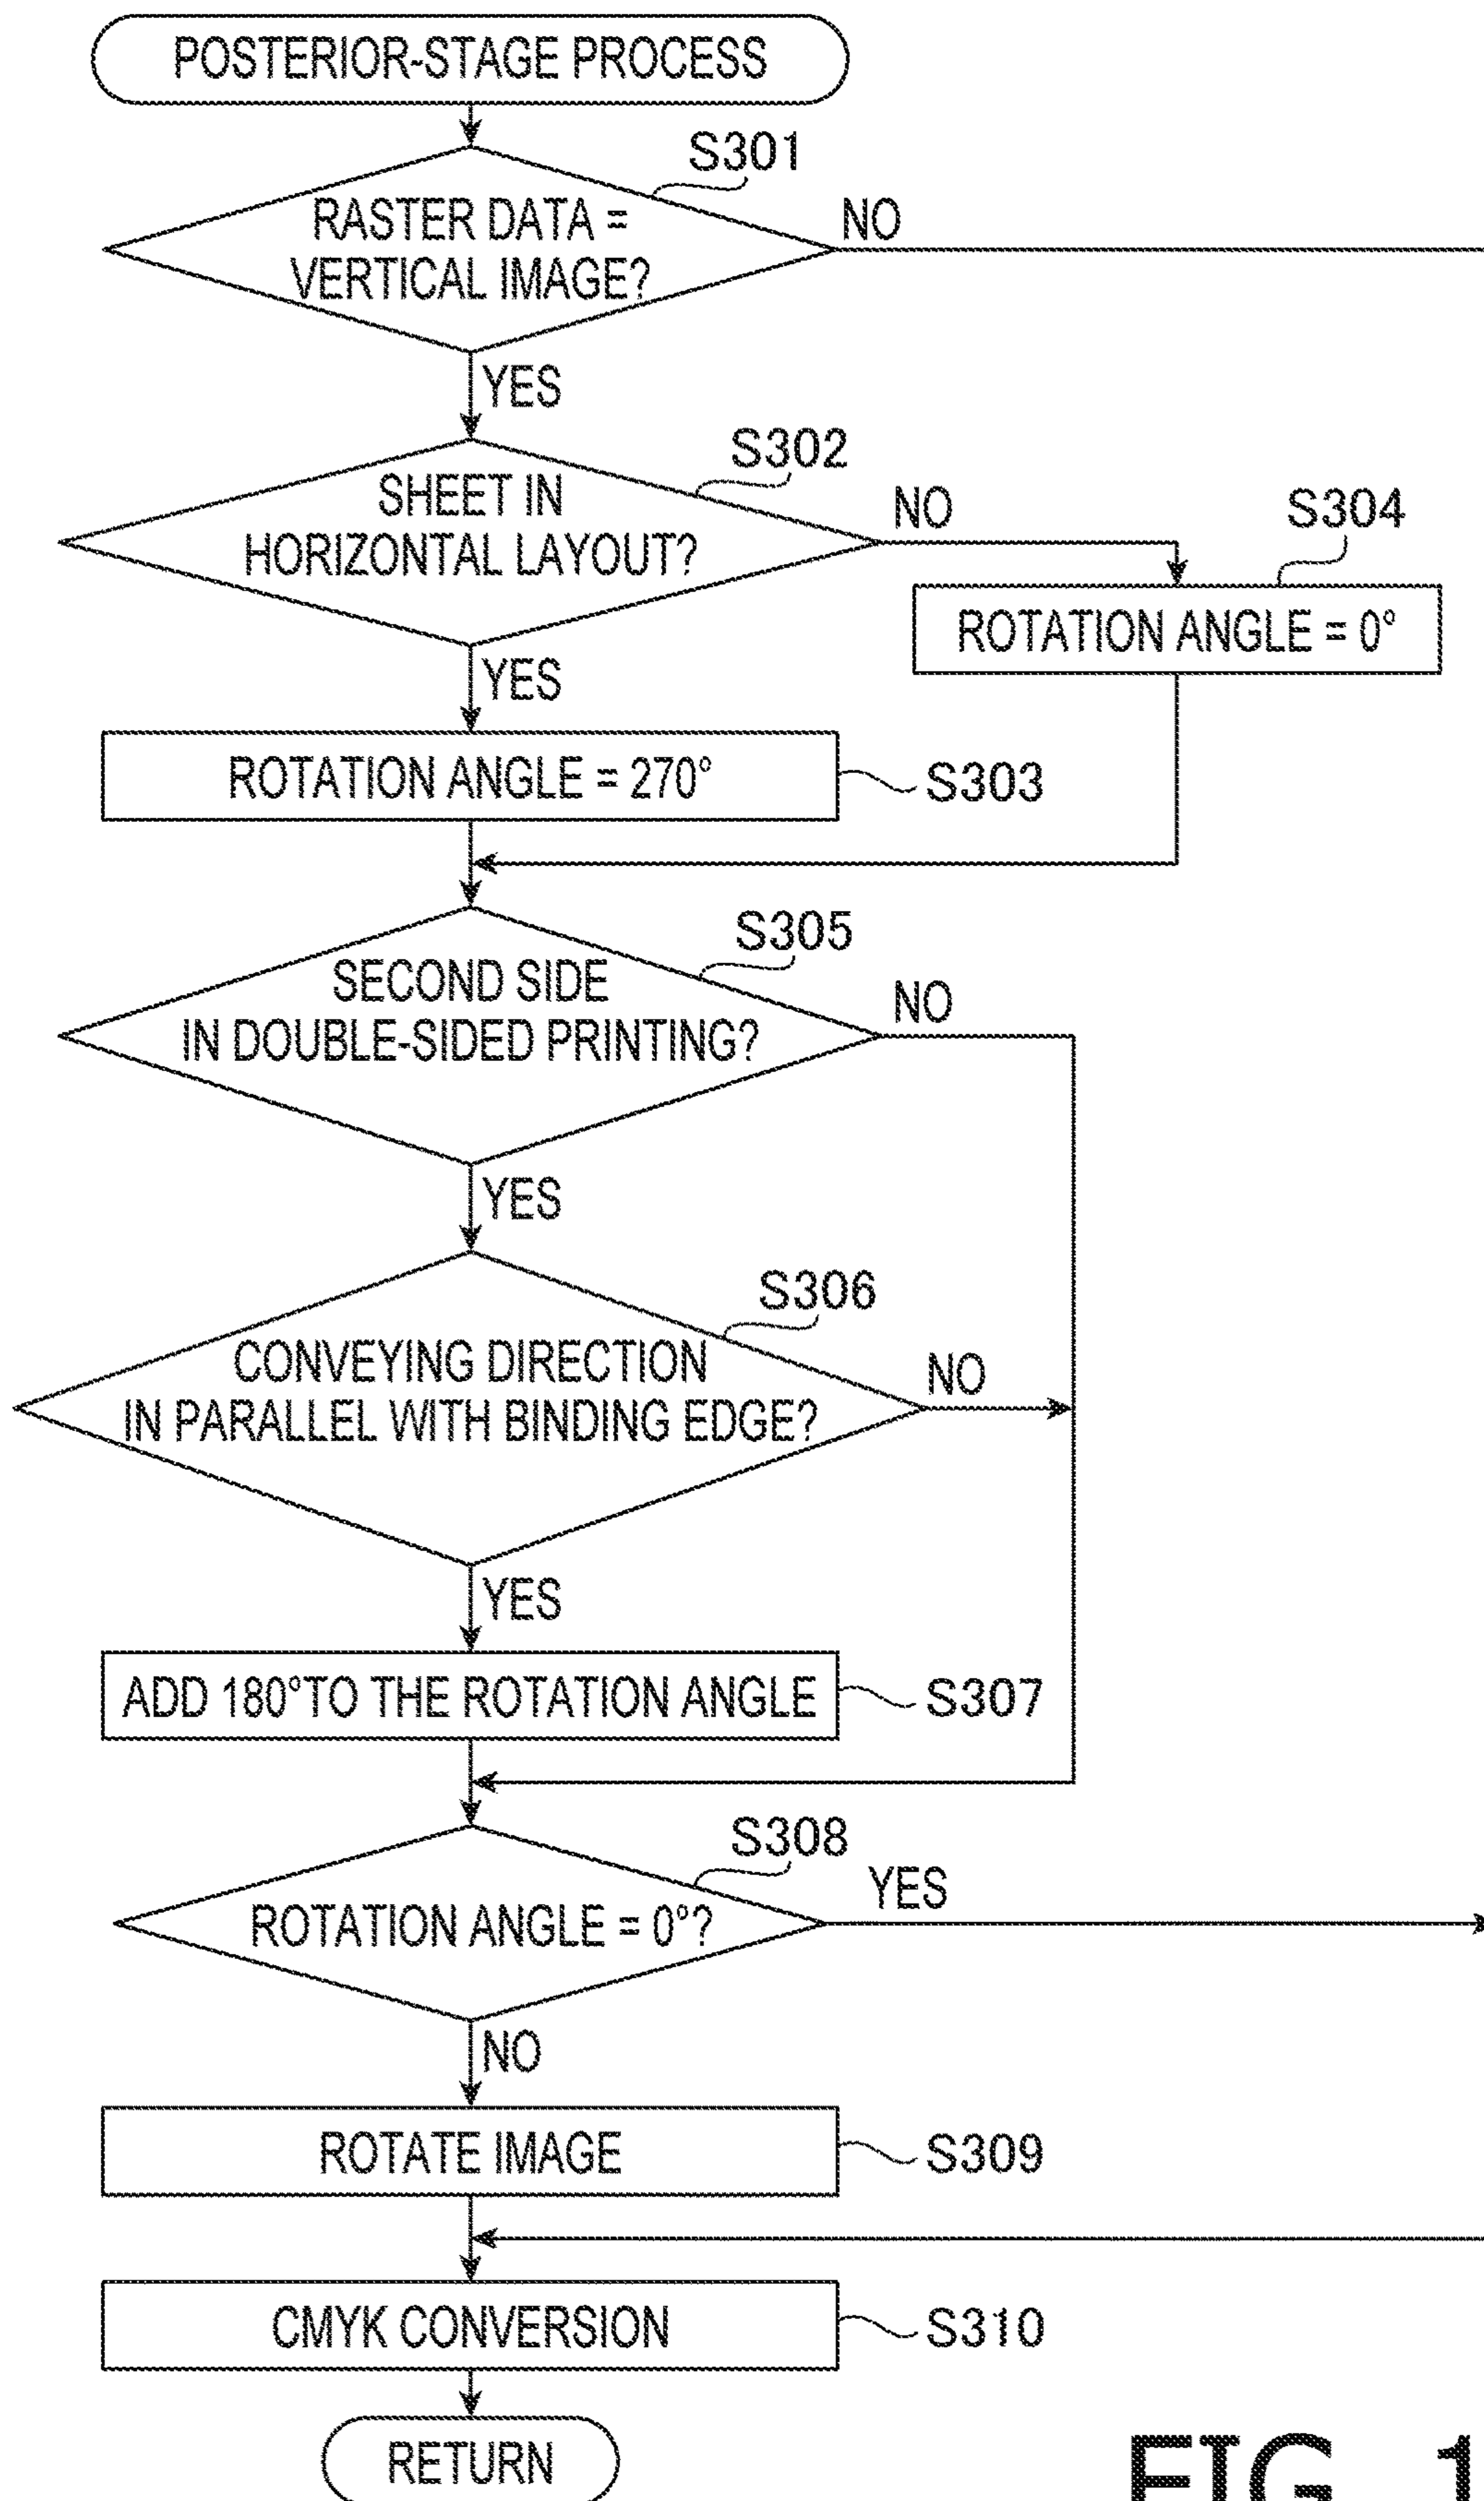 POSTERIOR-STAGE PROCESS
S301
RASTER DATA =
VERTICAL IMAGE?
NO
YES
S302
SHEET IN
HORIZONTAL LAYOUT?
NO
S304
ROTATION ANGLE = 0°
YES
ROTATION ANGLE = 270°
S303
S305
SECOND SIDE
IN DOUBLE-SIDED PRINTING?
NO
YES
S306
CONVEYING DIRECTION
IN PARALLEL WITH BINDING EDGE?
NO
YES
ADD 180°TO THE ROTATION ANGLE
S307
S308
ROTATION ANGLE = 0°?
YES
NO
ROTATE IMAGE
S309
CMYK CONVERSION
S310
RETURN
FIG. 1